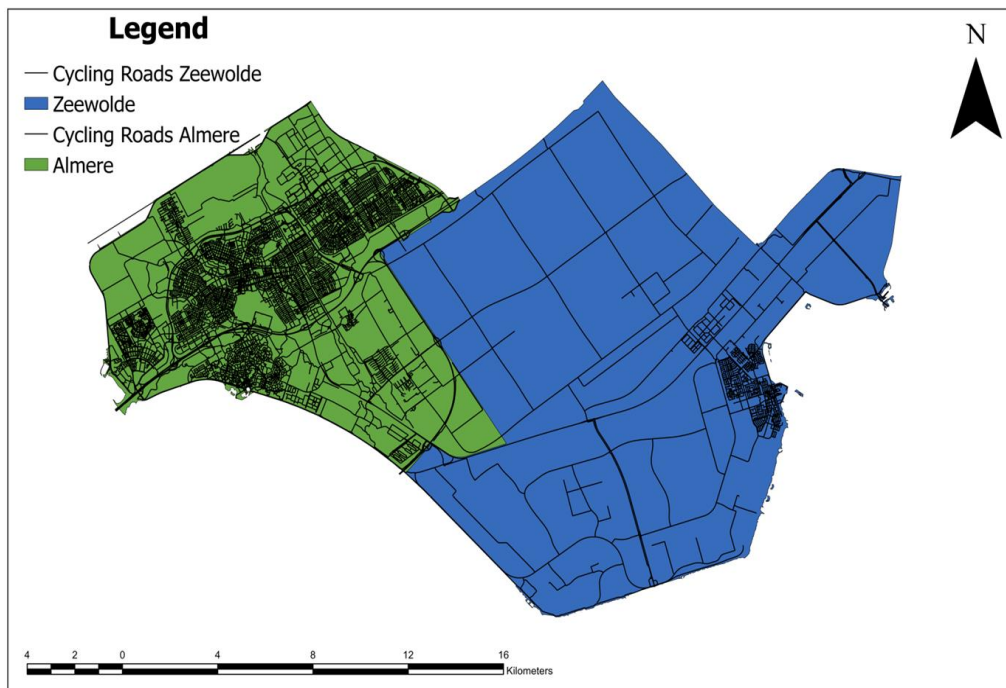 Legend
Cycling Roads Zeewolde
Zeewolde
Cycling Roads Almere
Almere
N
4 2 0 4 8 12 16
Kilometers